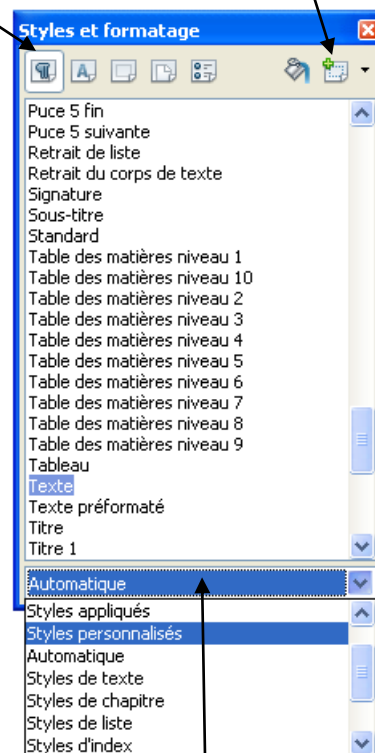 Styles et formatage
Puce 5 fin
Puce 5 suivante
Retrait de liste
Retrait du corps de texte
Signature
Sous-titre
Standard
Table des matières niveau 1
Table des matières niveau 10
Table des matières niveau 2
Table des matières niveau 3
Table des matières niveau 4
Table des matières niveau 5
Table des matières niveau 6
Table des matières niveau 7
Table des matières niveau 8
Table des matières niveau 9
Tableau
Texte
Texte préformaté
Titre
Titre 1
Automatique
Styles appliqués
Styles personnalisés
Automatique
Styles de texte
Styles de chapitre
Styles de liste
Styles d'index